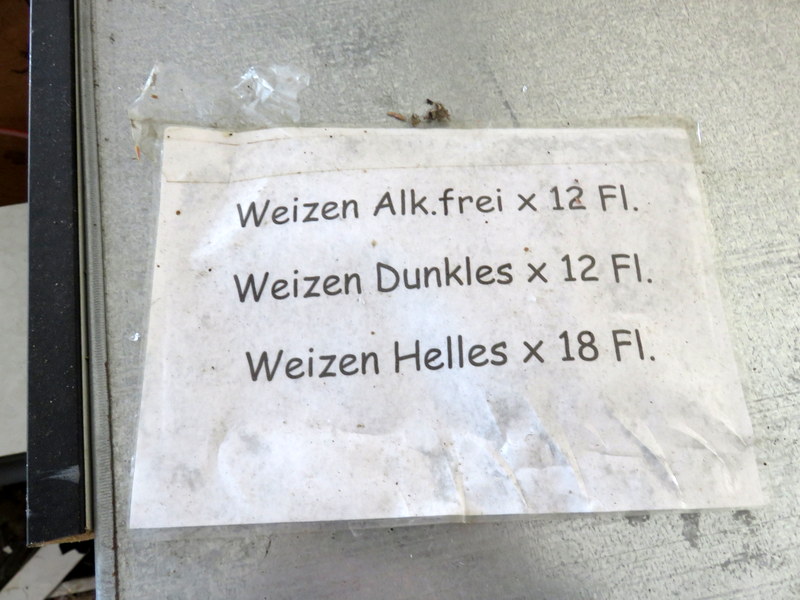 Weizen Alk.frei x 12 Fl.
Weizen Dunkles x 12 Fl.
Weizen Helles x 18 Fl.